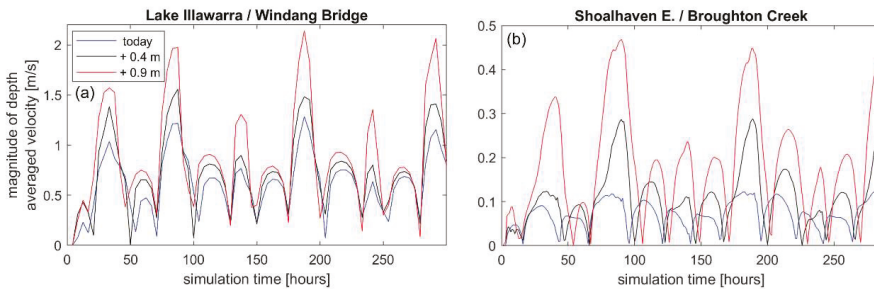 Lake Illawarra / Windang Bridge
magnitude of depth
averaged velocity [m/s]
2
1.5
1
0.5
0
today
+ 0.4 m
+ 0.9 m
(a)
0 50 100 150 200 250
simulation time [hours]
Shoalhaven E. / Broughton Creek
0.5
0.4
0.3
0.2
0.1
0
(b)
0 50 100 150 200 250
simulation time [hours]